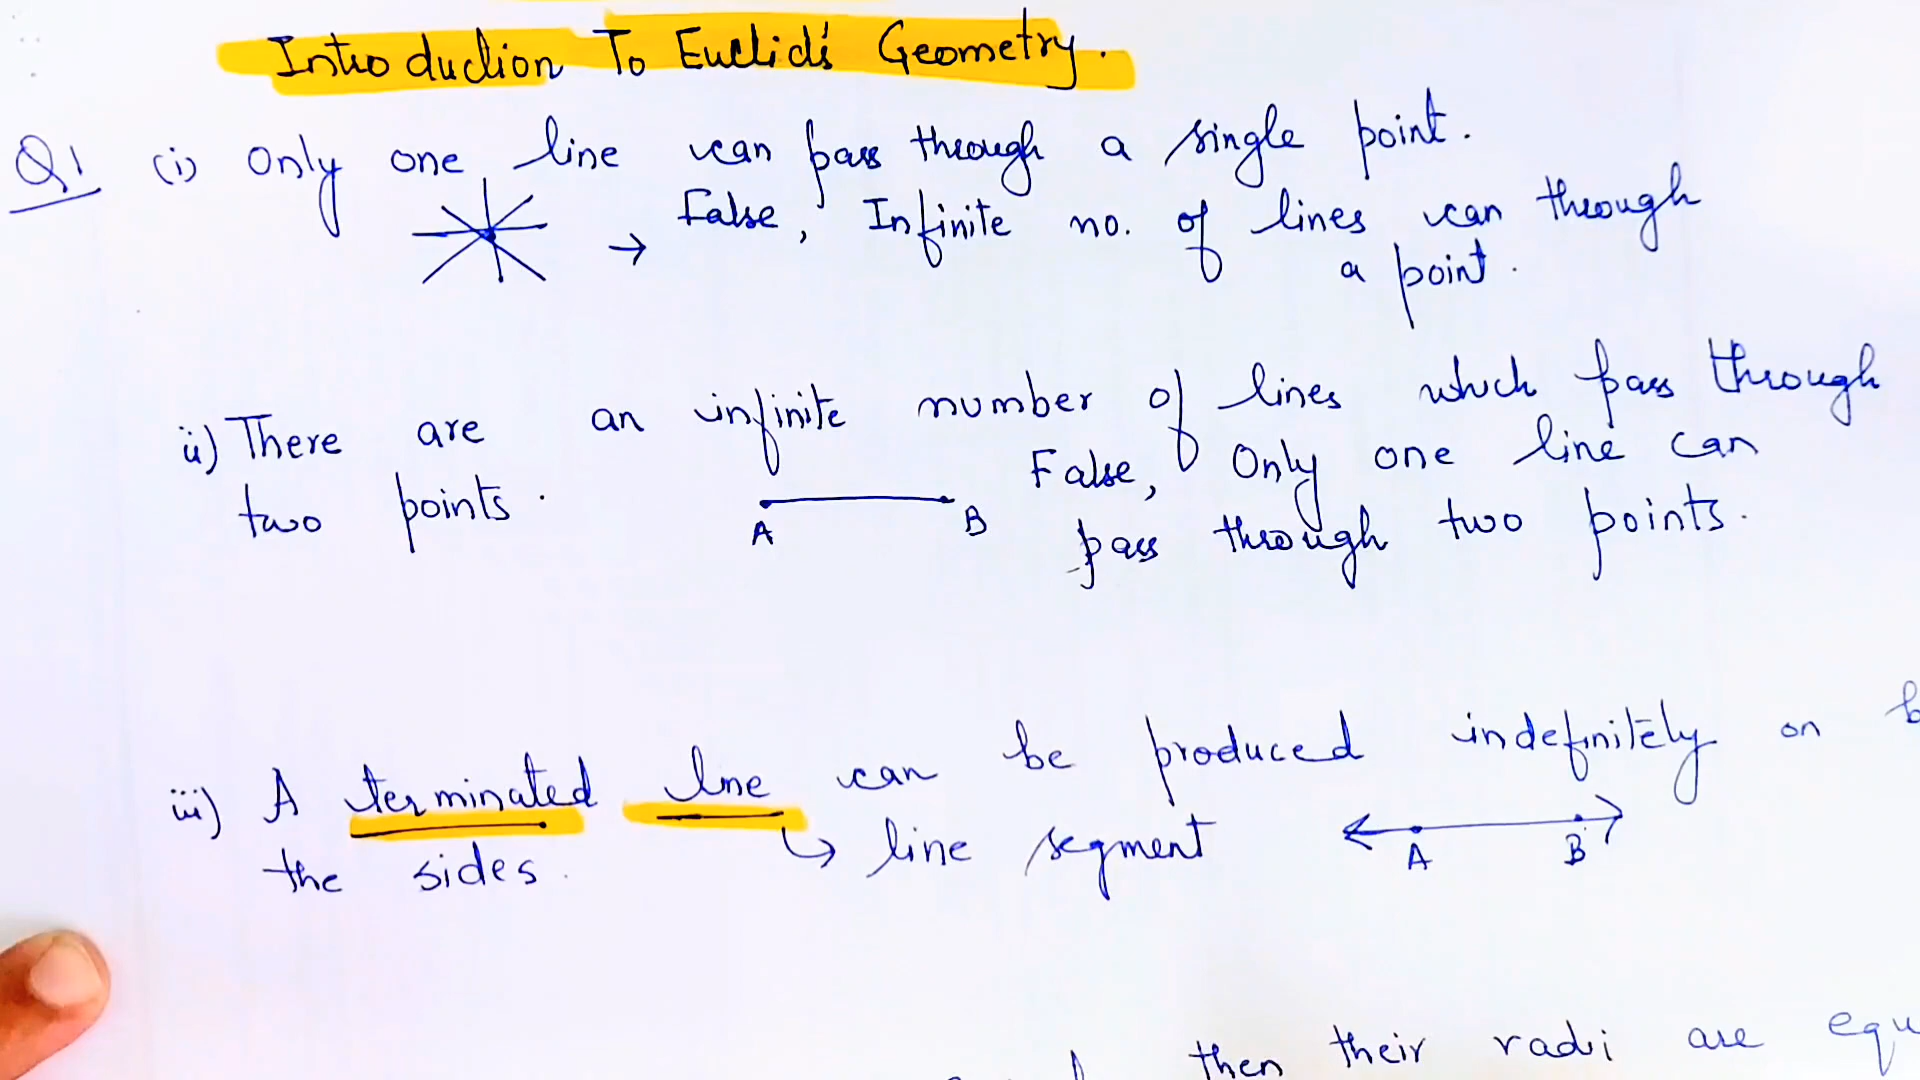 Introduction To Euclid's Geometry.
Q1 (i) Only one line can pass through a single point.
→ False, Infinite no. of lines can through
a point.
ii) There are an infinite number of lines which pass through
two points.
False, Only one line can
pass through two points.
A B
iii) A terminated line can be produced indefinitely on
the sides.
↳ line segment
A B
then their radii are